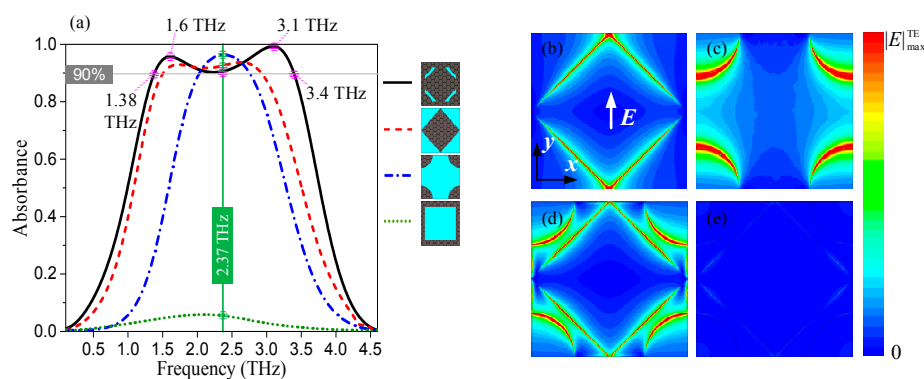 (a)
1.6 THz
3.1 THz
1.0
90%
0.8
1.38
THz
3.4 THz
0.6
Absorbance
0.4
2.37 THz
0.2
0.0
0.5 1.0 1.5 2.0 2.5 3.0 3.5 4.0 4.5
Frequency (THz)
(b)
E
y
x
(c)
(d)
(e)
|E|TE max
0